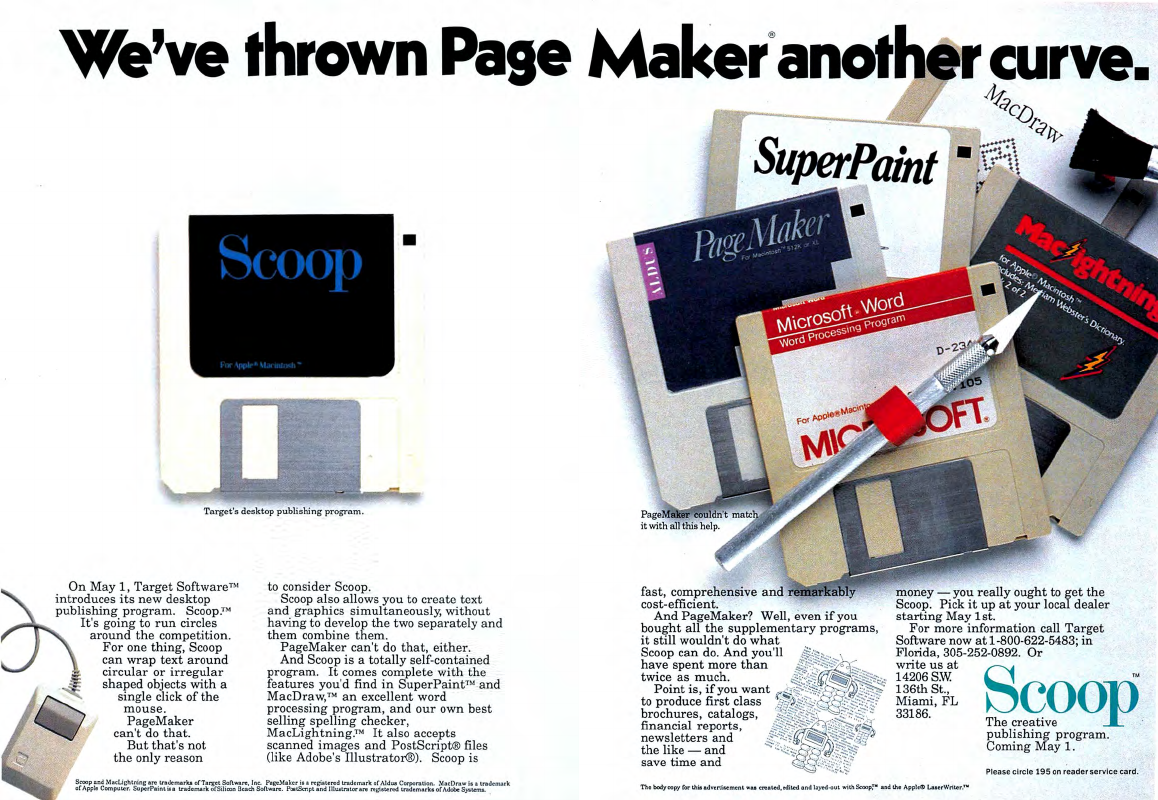 We've thrown Page Maker® another curve.
Scoop
For Apple® Macintosh™
Target's desktop publishing program.
On May 1, Target Software™
introduces its new desktop
publishing program. Scoop.™
It's going to run circles
around the competition.
For one thing, Scoop
can wrap text around
circular or irregular
shaped objects with a
single click of the
mouse.
PageMaker
can't do that.
But that's not
the only reason
to consider Scoop.
Scoop also allows you to create text
and graphics simultaneously, without
having to develop the two separately and
them combine them.
PageMaker can't do that, either.
And Scoop is a totally self-contained
program. It comes complete with the
features you'd find in SuperPaint™ and
MacDraw,™ an excellent word
processing program, and our own best
selling spelling checker,
MacLightning.™ It also accepts
scanned images and PostScript® files
(like Adobe's Illustrator®). Scoop is
Scoop and MacLightning are trademarks of Target Software, Inc. PageMaker is a registered trademark of Aldus Corporation. MacDraw is a trademark
of Apple Computer. SuperPaint is a trademark of Silicon Beach Software. PostScript and Illustrator are registered trademarks of Adobe Systems.
MacDraw
SuperPaint
ALDUS
PageMaker
For Macintosh™ 512K or XL
MacLightning
for Apple® Macintosh™
Includes: Merriam Webster's Dictionary.
2 of 2
Microsoft® Word
Word Processing Program
D-234
105
For Apple® Macin
MICROSOFT®
PageMaker couldn't match
it with all this help.
fast, comprehensive and remarkably
cost-efficient.
And PageMaker? Well, even if you
bought all the supplementary programs,
it still wouldn't do what
Scoop can do. And you'll
have spent more than
twice as much.
Point is, if you want
to produce first class
brochures, catalogs,
financial reports,
newsletters and
the like — and
save time and
money — you really ought to get the
Scoop. Pick it up at your local dealer
starting May 1st.
For more information call Target
Software now at 1-800-622-5483; in
Florida, 305-252-0892. Or
write us at
14206 S.W.
136th St.,
Miami, FL
33186.
Scoop™
The creative
publishing program.
Coming May 1.
Please circle 195 on reader service card.
The body copy for this advertisement was created, edited and layed-out with Scoop,™ and the Apple® LaserWriter.™